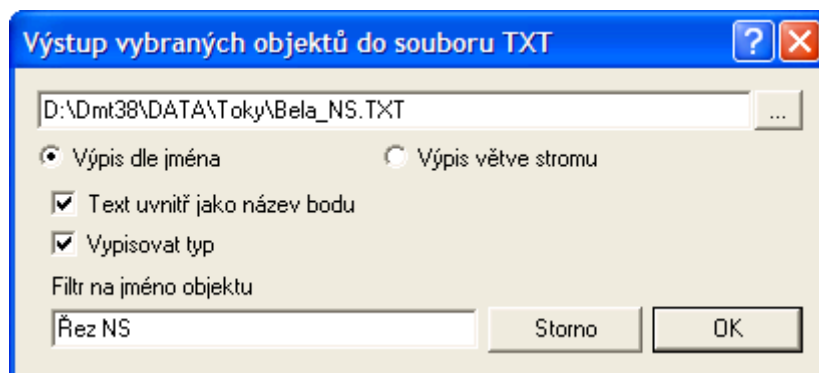 Výstup vybraných objektů do souboru TXT
D:\Dmt38\DATA\Toky\Bela_NS.TXT ...
Výpis dle jména Výpis větve stromu
Text uvnitř jako název bodu
Vypisovat typ
Filtr na jméno objektu
Řez NS Storno OK